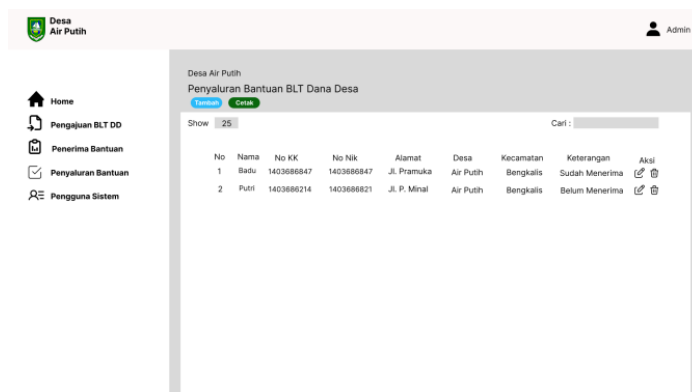 Desa
Air Putih
Admin
Home
Pengajuan BLT DD
Penerima Bantuan
Penyaluran Bantuan
Pengguna Sistem
Desa Air Putih
Penyaluran Bantuan BLT Dana Desa
Tambah Cetak
Show 25 Cari :
No Nama No KK No Nik Alamat Desa Kecamatan Keterangan Aksi
1 Badu 1403686847 1403686847 Jl. Pramuka Air Putih Bengkalis Sudah Menerima
2 Putri 1403686214 1403686821 Jl. P. Minal Air Putih Bengkalis Belum Menerima